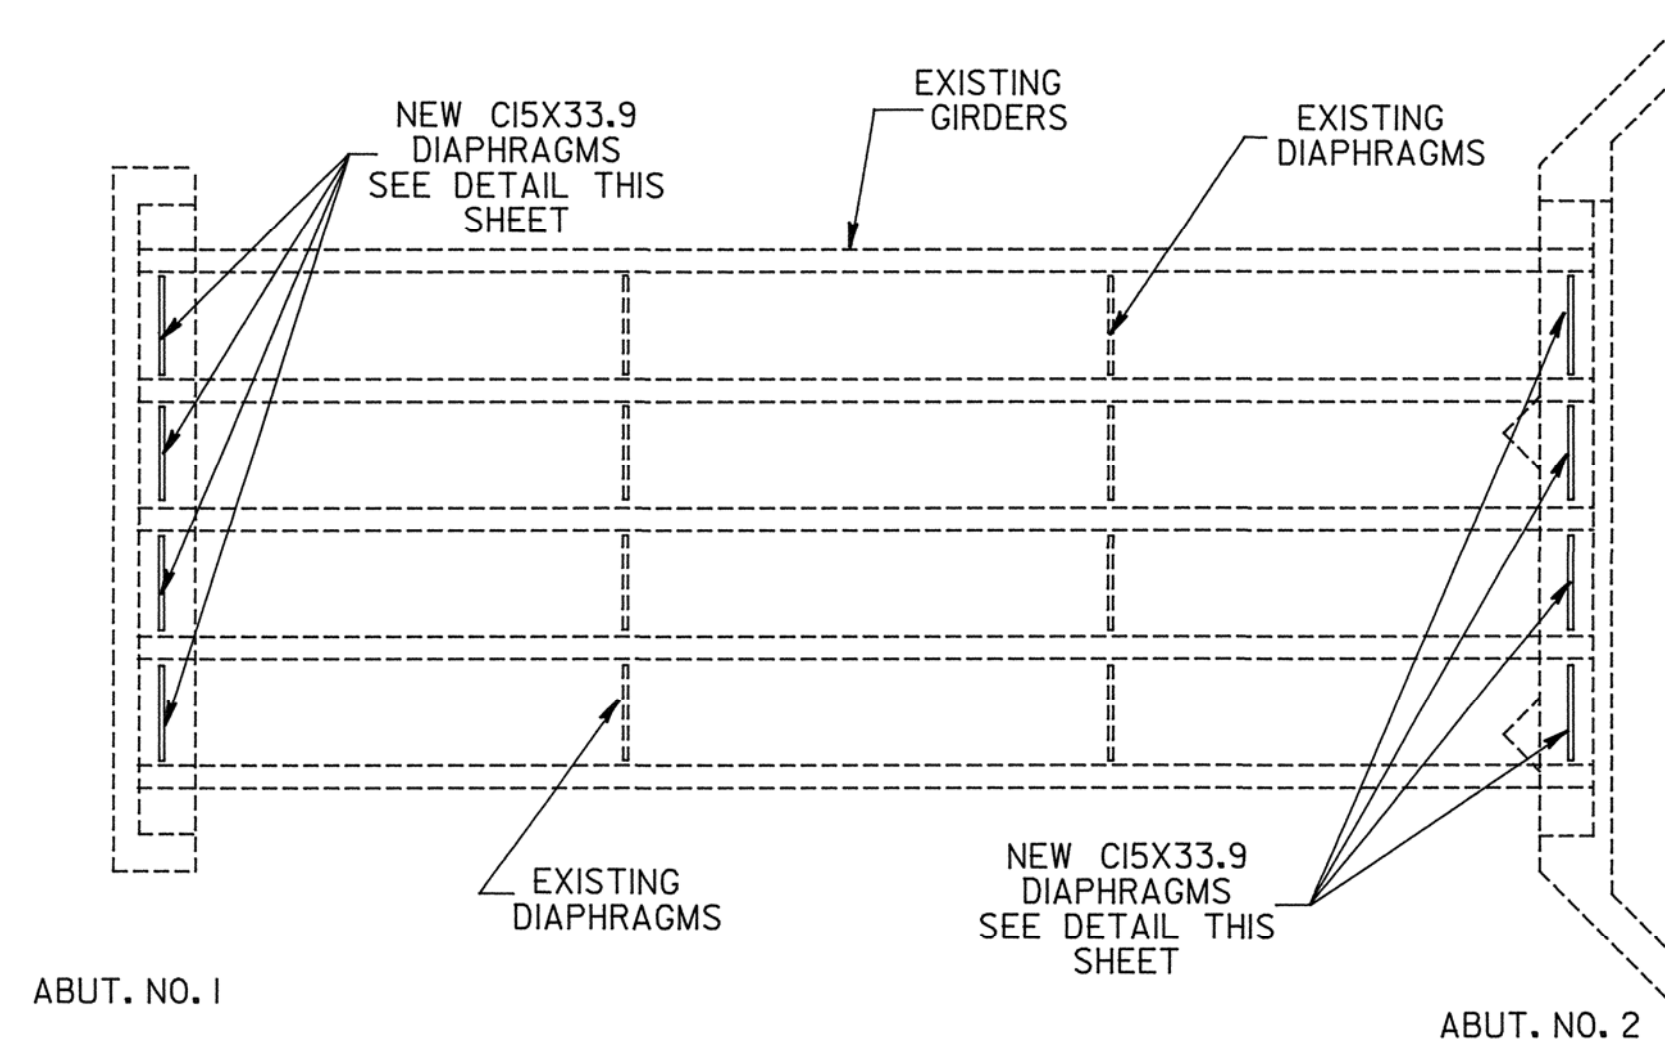 EXISTING
GIRDERS
NEW C15X33.9
DIAPHRAGMS
SEE DETAIL THIS
SHEET
EXISTING
DIAPHRAGMS
EXISTING
DIAPHRAGMS
NEW C15X33.9
DIAPHRAGMS
SEE DETAIL THIS
SHEET
ABUT. NO. 1
ABUT. NO. 2